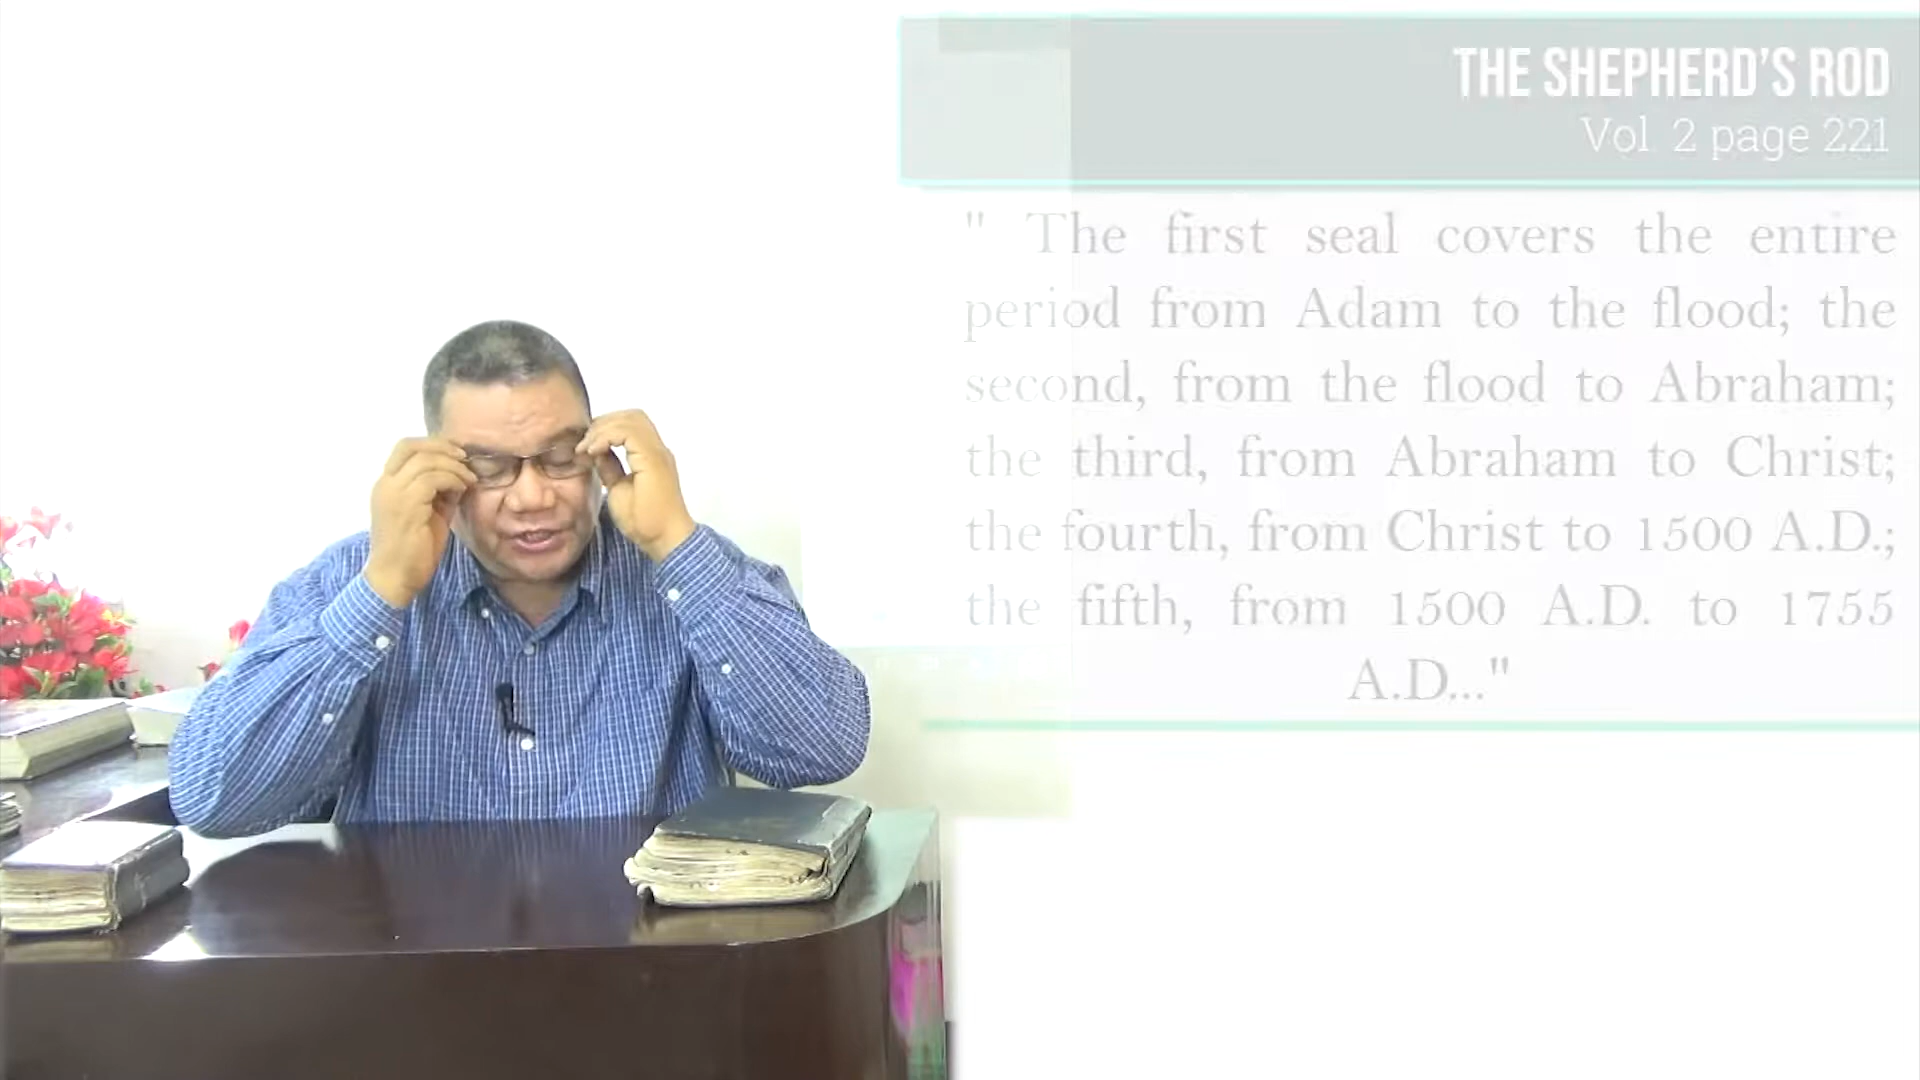 THE SHEPHERD'S ROD
Vol. 2 page 221
" The first seal covers the entire
period from Adam to the flood; the
second, from the flood to Abraham;
the third, from Abraham to Christ;
the fourth, from Christ to 1500 A.D.;
the fifth, from 1500 A.D. to 1755
A.D..."